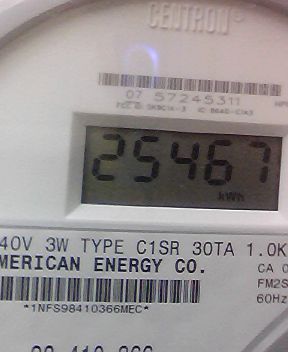 CENTRON®
07 57245311
25467
kWh
40V 3W TYPE C1SR 30TA 1.0K
MERICAN ENERGY CO.
CA 0
FM2S
60Hz
*1NFS98410366MEC*